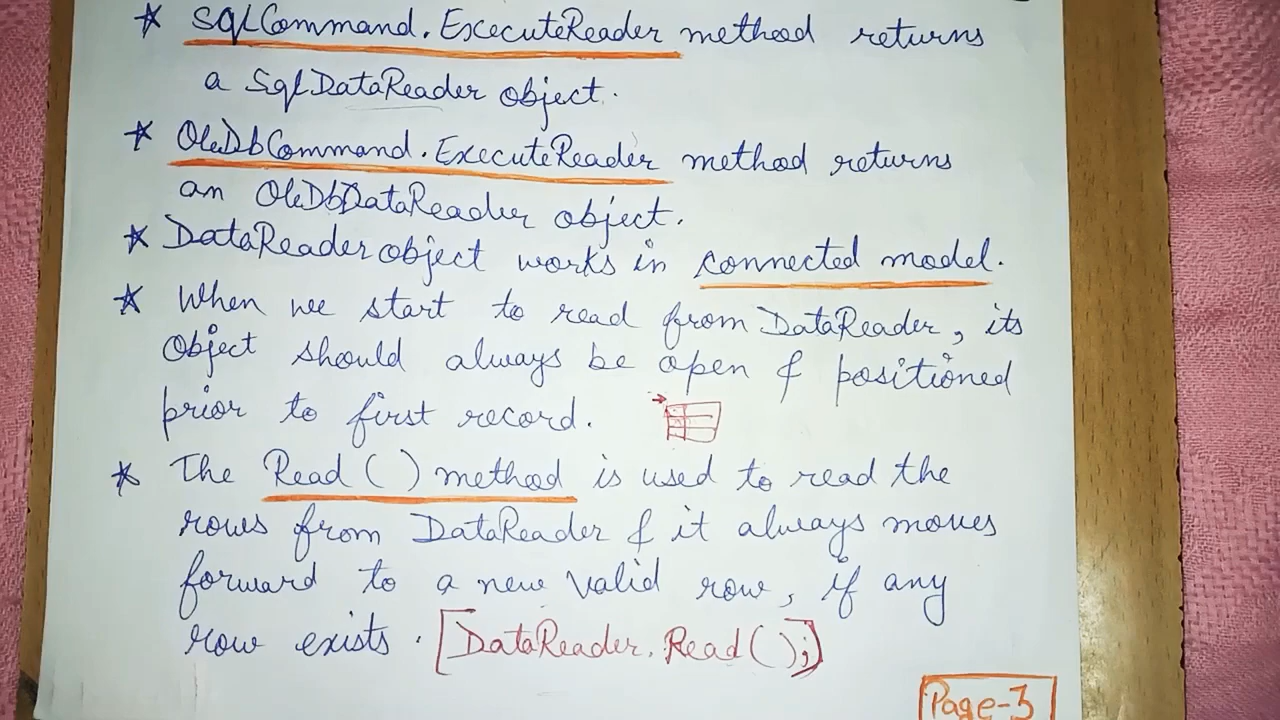 * SqlCommand.ExecuteReader method returns
a SqlDataReader object.
* OleDbCommand.ExecuteReader method returns
an OleDbDataReader object.
* DataReader object works in connected model.
* When we start to read from DataReader, its
Object should always be open & positioned
prior to first record.
* The Read() method is used to read the
rows from DataReader & it always moves
forward to a new valid row, if any
row exists. [DataReader.Read();]
Page-3